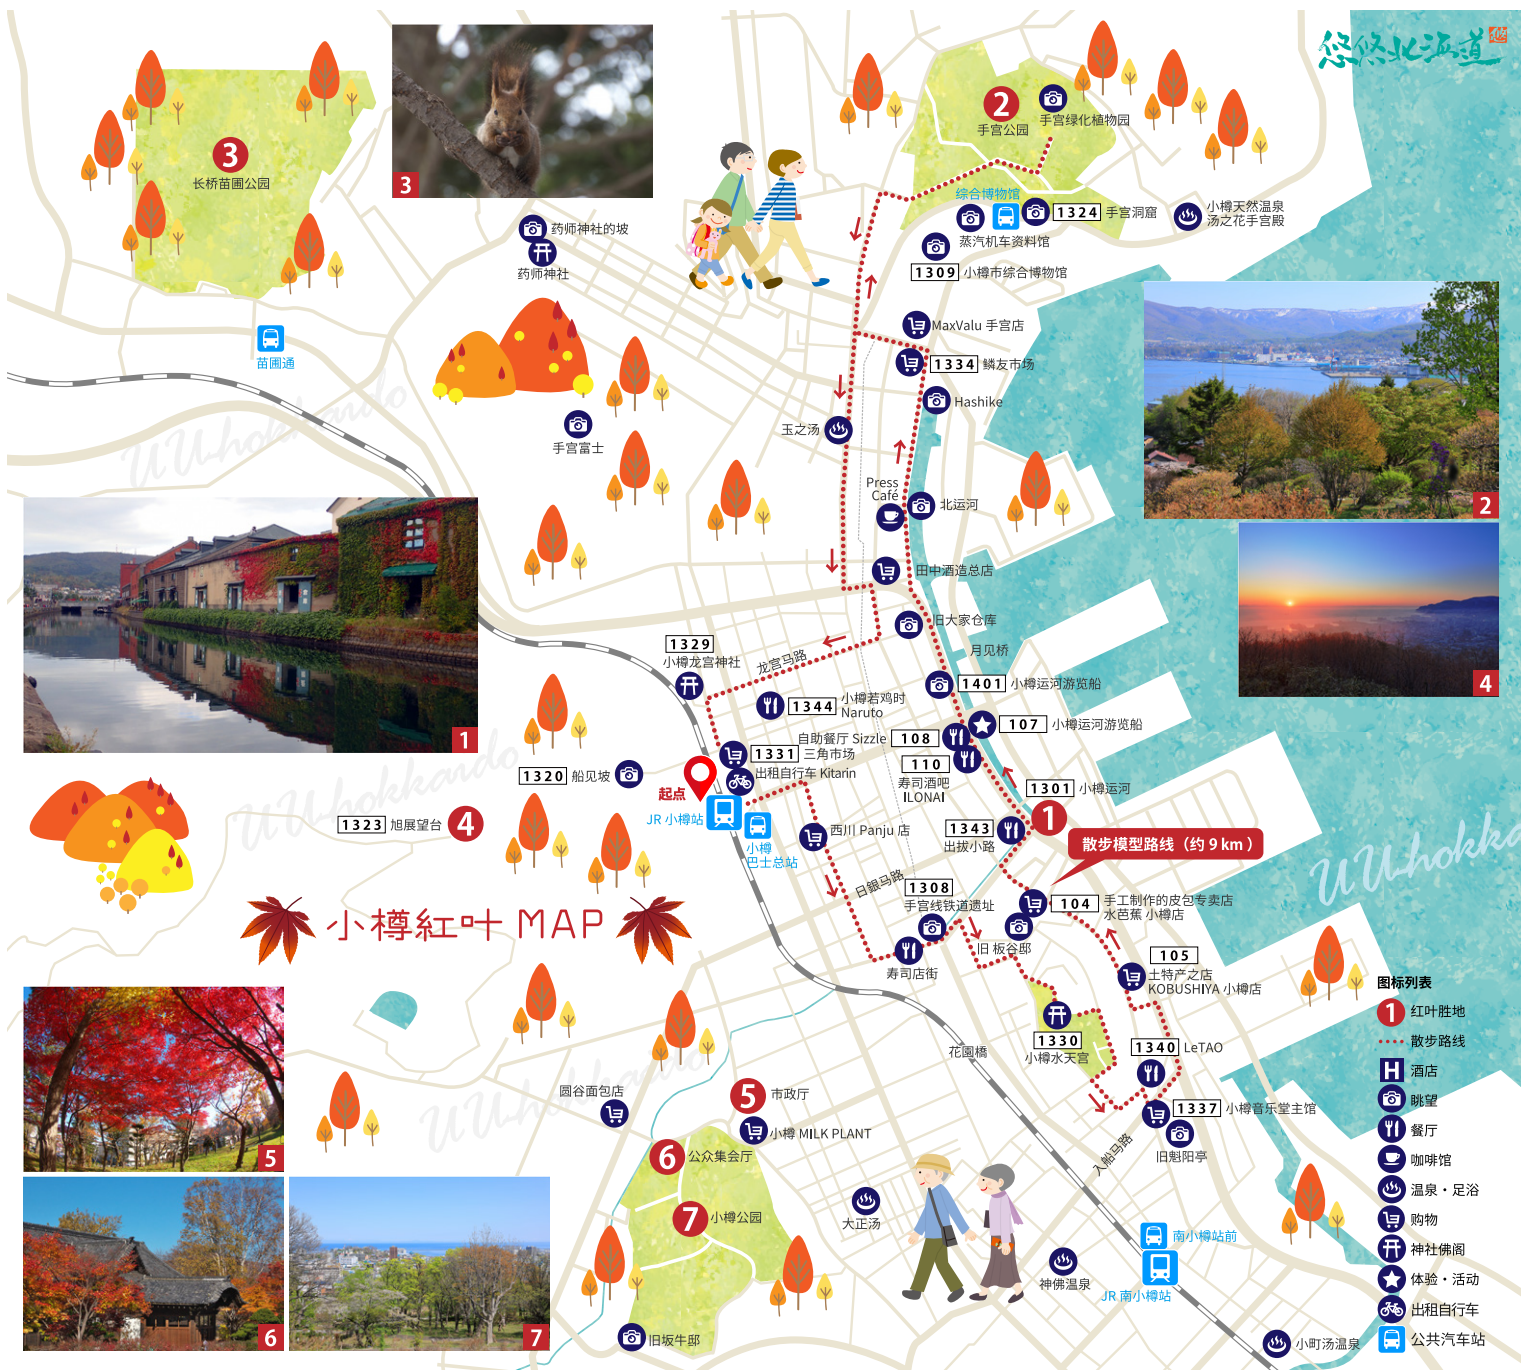 悠悠北海道
3
长桥苗圃公园
3
2
手宫公园
手宫绿化植物园
综合博物馆
1324 手宫洞窟
蒸汽机车资料馆
1309 小樽市综合博物馆
小樽天然温泉
汤之花手宫殿
药师神社的坡
药师神社
苗圃通
MaxValu 手宫店
1334 鳞友市场
Hashike
玉之汤
手宫富士
Press
Café
北运河
田中酒造总店
旧大家仓库
月见桥
2
4
1
UUhokkardo
1329
小樽龙宫神社
龙宫马路
1401 小樽运河游览船
1344 小樽若鸡时
Naruto
107 小樽运河游览船
自助餐厅 Sizzle 108
110
寿司酒吧
ILONAI
1331 三角市场
出租自行车 Kitarin
1320 船见坡
起点
JR 小樽站
小樽
巴士总站
1323 旭展望台 4
UUhokkardo
1301 小樽运河
1
1343
出拔小路
散步模型路线（约 9 km ）
西川 Panju 店
日銀马路
1308
手宫线铁道遗址
104 手工制作的皮包专卖店
水芭蕉 小樽店
旧 板谷邸
寿司店街
105
土特产之店
KOBUSHIYA 小樽店
小樽紅叶 MAP
UUhokka
1330
小樽水天宫
花園橋
1340 LeTAO
1337 小樽音乐堂主馆
旧魁阳亭
入船马路
圆谷面包店
5 市政厅
小樽 MILK PLANT
6 公众集会厅
7 小樽公园
UUhokkardo
大正汤
神佛温泉
南小樽站前
JR 南小樽站
旧坂牛邸
小町汤温泉
5
6
7
图标列表
1 红叶胜地
散步路线
H 酒店
眺望
餐厅
咖啡馆
温泉・足浴
购物
神社佛阁
体验・活动
出租自行车
公共汽车站